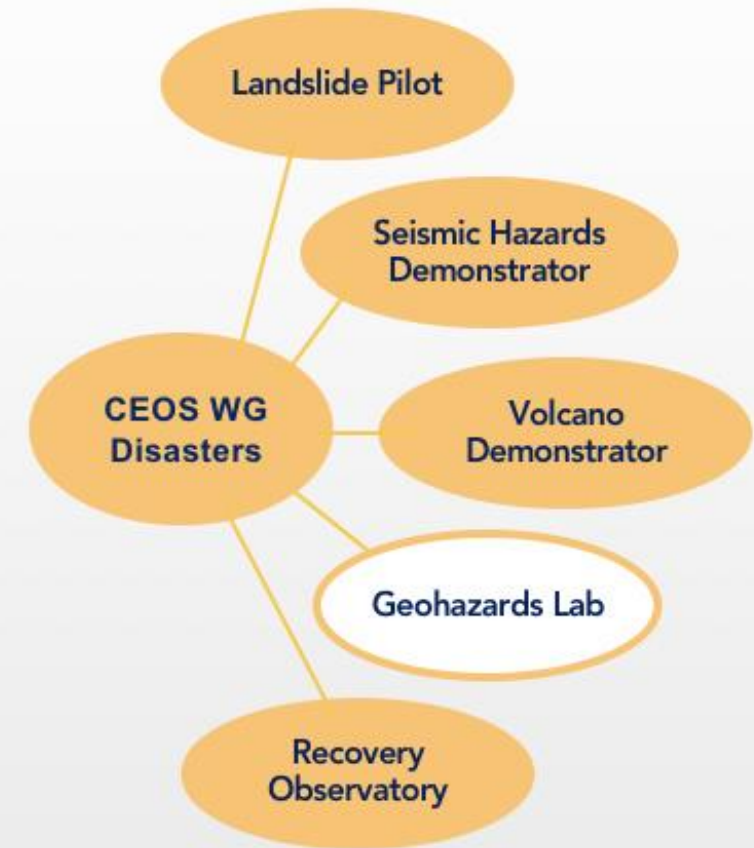 Landslide Pilot
Seismic Hazards
Demonstrator
CEOS WG
Disasters
Volcano
Demonstrator
Geohazards Lab
Recovery
Observatory